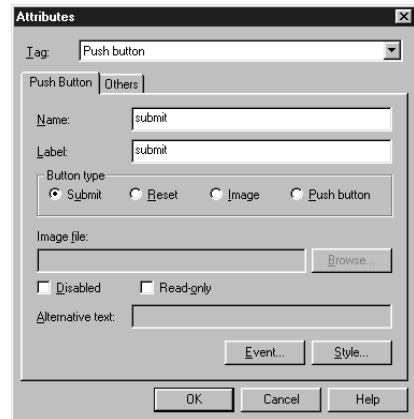 Attributes
Tag: Push button
Push Button Others
Name: submit
Label: submit
Button type
Submit Reset Image Push button
Image file:
Browse...
Disabled Read-only
Alternative text:
Event... Style...
OK Cancel Help